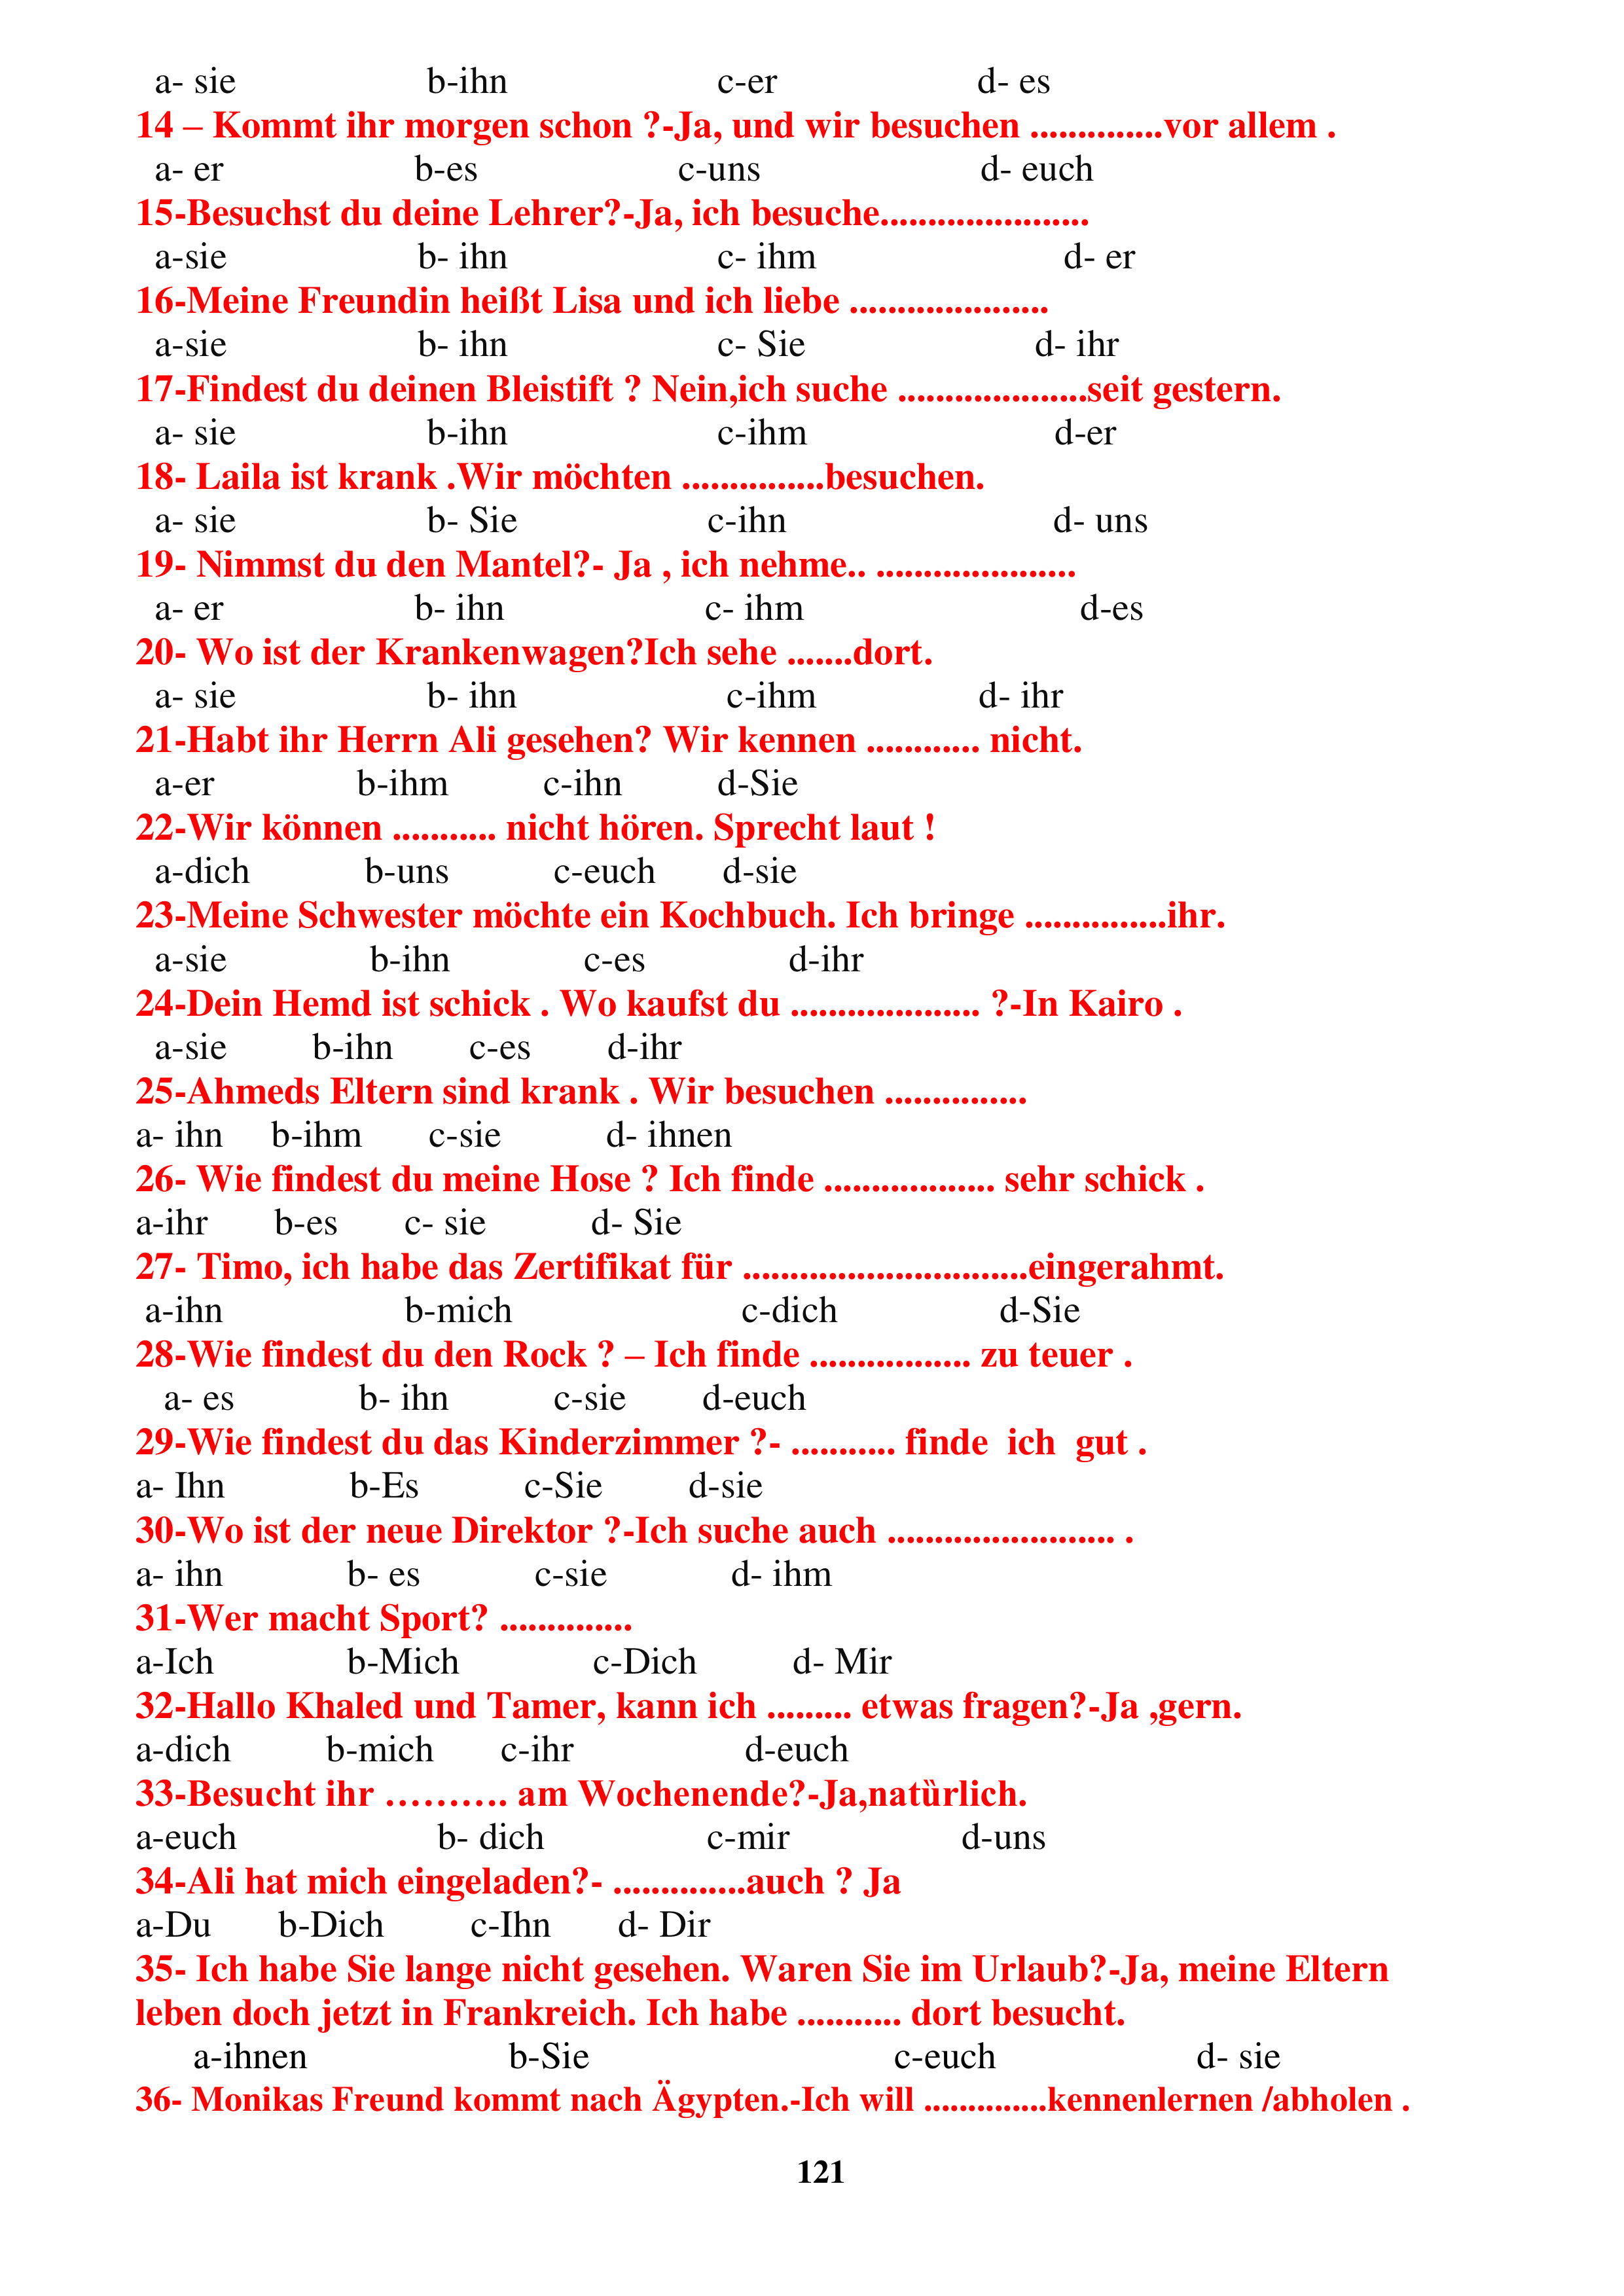 a- sie b-ihn c-er d- es
14 – Kommt ihr morgen schon ?-Ja, und wir besuchen ..............vor allem .
a- er b-es c-uns d- euch
15-Besuchst du deine Lehrer?-Ja, ich besuche......................
a-sie b- ihn c- ihm d- er
16-Meine Freundin heißt Lisa und ich liebe .....................
a-sie b- ihn c- Sie d- ihr
17-Findest du deinen Bleistift ? Nein,ich suche ....................seit gestern.
a- sie b-ihn c-ihm d-er
18- Laila ist krank .Wir möchten ...............besuchen.
a- sie b- Sie c-ihn d- uns
19- Nimmst du den Mantel?- Ja , ich nehme.. .....................
a- er b- ihn c- ihm d-es
20- Wo ist der Krankenwagen?Ich sehe .......dort.
a- sie b- ihn c-ihm d- ihr
21-Habt ihr Herrn Ali gesehen? Wir kennen ............ nicht.
a-er b-ihm c-ihn d-Sie
22-Wir können ........... nicht hören. Sprecht laut !
a-dich b-uns c-euch d-sie
23-Meine Schwester möchte ein Kochbuch. Ich bringe ...............ihr.
a-sie b-ihn c-es d-ihr
24-Dein Hemd ist schick . Wo kaufst du .................... ?-In Kairo .
a-sie b-ihn c-es d-ihr
25-Ahmeds Eltern sind krank . Wir besuchen ...............
a- ihn b-ihm c-sie d- ihnen
26- Wie findest du meine Hose ? Ich finde .................. sehr schick .
a-ihr b-es c- sie d- Sie
27- Timo, ich habe das Zertifikat für ..............................eingerahmt.
a-ihn b-mich c-dich d-Sie
28-Wie findest du den Rock ? – Ich finde ................. zu teuer .
a- es b- ihn c-sie d-euch
29-Wie findest du das Kinderzimmer ?- ........... finde ich gut .
a- Ihn b-Es c-Sie d-sie
30-Wo ist der neue Direktor ?-Ich suche auch ........................ .
a- ihn b- es c-sie d- ihm
31-Wer macht Sport? ..............
a-Ich b-Mich c-Dich d- Mir
32-Hallo Khaled und Tamer, kann ich ......... etwas fragen?-Ja ,gern.
a-dich b-mich c-ihr d-euch
33-Besucht ihr ………. am Wochenende?-Ja,natȕrlich.
a-euch b- dich c-mir d-uns
34-Ali hat mich eingeladen?- ..............auch ? Ja
a-Du b-Dich c-Ihn d- Dir
35- Ich habe Sie lange nicht gesehen. Waren Sie im Urlaub?-Ja, meine Eltern
leben doch jetzt in Frankreich. Ich habe ........... dort besucht.
a-ihnen b-Sie c-euch d- sie
36- Monikas Freund kommt nach Ägypten.-Ich will ..............kennenlernen /abholen .
121